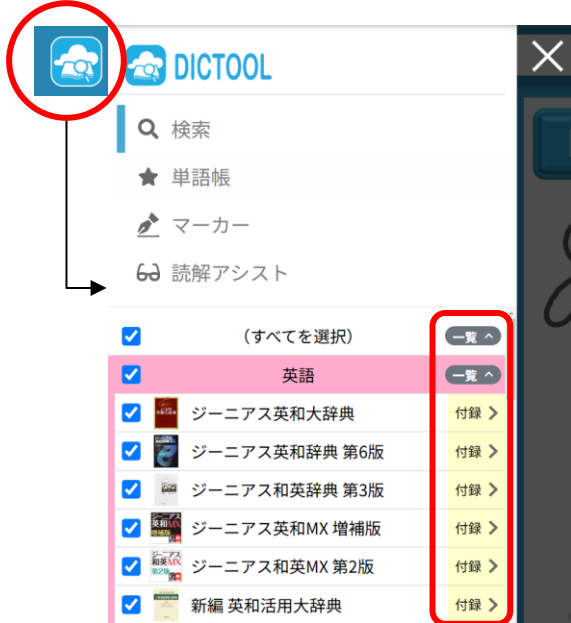 DICTOOL
検索
単語帳
マーカー
読解アシスト
(すべてを選択) 一覧
英語 一覧
ジーニアス英和大辞典 付録
ジーニアス英和辞典 第6版 付録
ジーニアス和英辞典 第3版 付録
ジーニアス英和MX 増補版 付録
ジーニアス和英MX 第2版 付録
新編 英和活用大辞典 付録